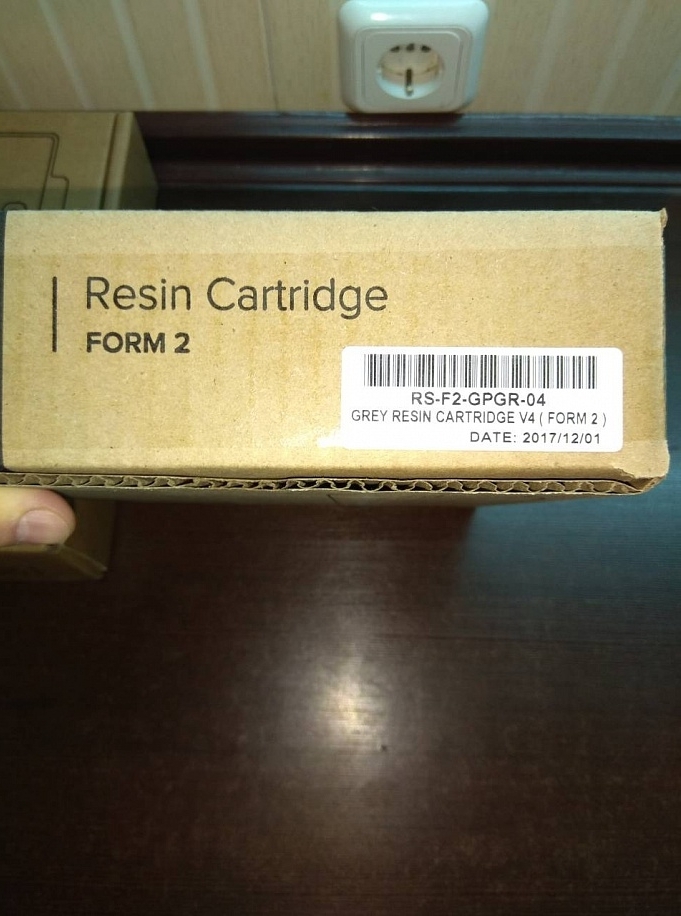 Resin Cartridge
FORM 2
RS-F2-GPGR-04
GREY RESIN CARTRIDGE V4 ( FORM 2 )
DATE: 2017/12/01